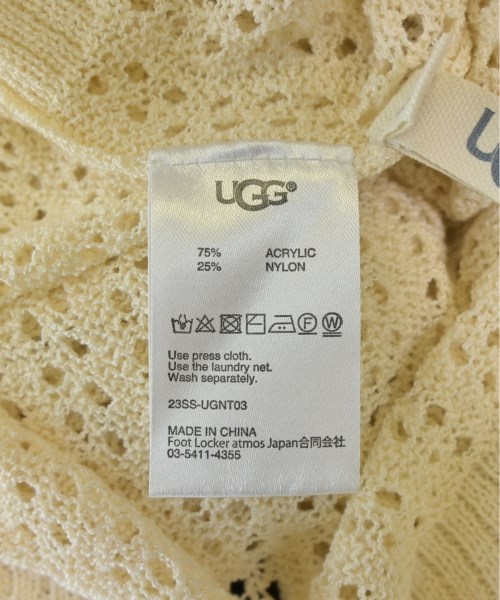 UGG®
UG
75% ACRYLIC
25% NYLON
F W
Use press cloth.
Use the laundry net.
Wash separately.
23SS-UGNT03
MADE IN CHINA
Foot Locker atmos Japan合同会社
03-5411-4355